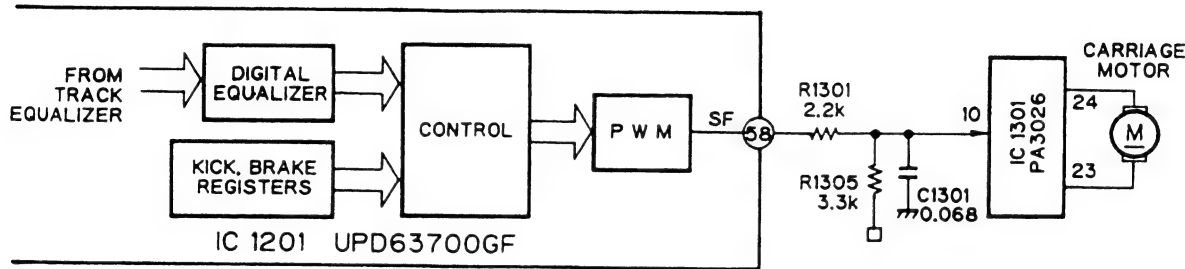 FROM
TRACK
EQUALIZER
DIGITAL
EQUALIZER
KICK. BRAKE
REGISTERS
CONTROL
P W M
SF
58
IC 1201 UPD63700GF
R1301
2.2k
R1305
3.3k
C1301
0.068
10
IC 1301
PA3026
24
23
CARRIAGE
MOTOR
M